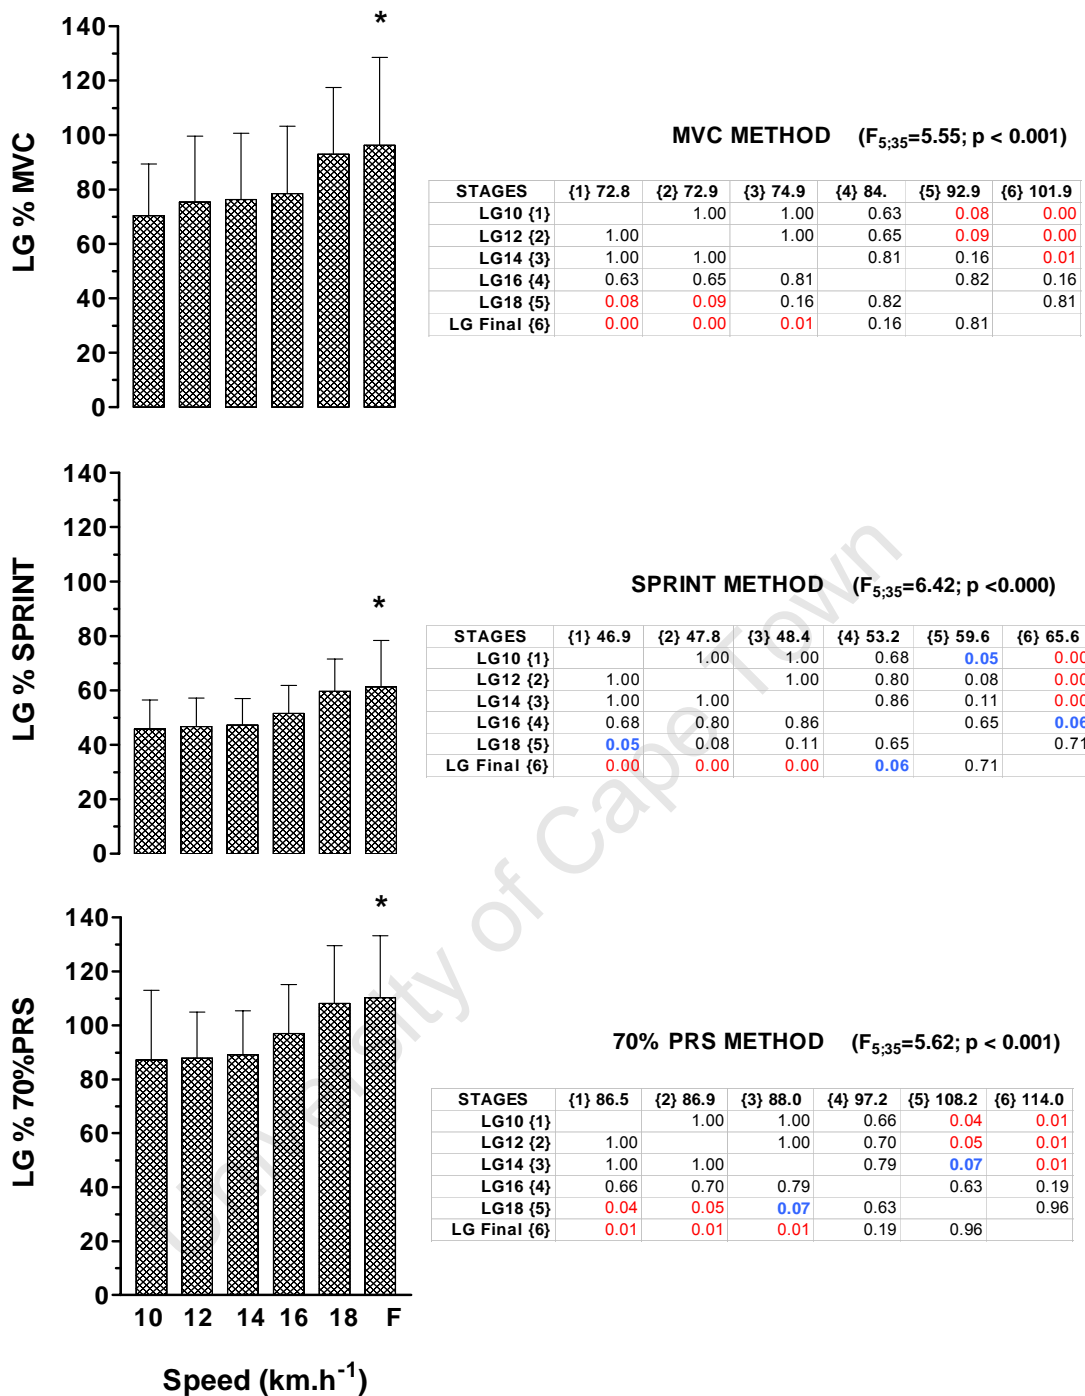 *
140
120
100
80
60
40
20
0
LG % MVC
MVC METHOD (F5;35=5.55; p < 0.001)
STAGES {1} 72.8 {2} 72.9 {3} 74.9 {4} 84. {5} 92.9 {6} 101.9
LG10 {1} 1.00 1.00 0.63 0.08 0.00
LG12 {2} 1.00 1.00 0.65 0.09 0.00
LG14 {3} 1.00 1.00 0.81 0.16 0.01
LG16 {4} 0.63 0.65 0.81 0.82 0.16
LG18 {5} 0.08 0.09 0.16 0.82 0.81
LG Final {6} 0.00 0.00 0.01 0.16 0.81
*
140
120
100
80
60
40
20
0
LG % SPRINT
SPRINT METHOD (F5;35=6.42; p <0.000)
STAGES {1} 46.9 {2} 47.8 {3} 48.4 {4} 53.2 {5} 59.6 {6} 65.6
LG10 {1} 1.00 1.00 0.68 0.05 0.00
LG12 {2} 1.00 1.00 0.80 0.08 0.00
LG14 {3} 1.00 1.00 0.86 0.11 0.00
LG16 {4} 0.68 0.80 0.86 0.65 0.06
LG18 {5} 0.05 0.08 0.11 0.65 0.71
LG Final {6} 0.00 0.00 0.00 0.06 0.71
*
140
120
100
80
60
40
20
0
LG % 70%PRS
70% PRS METHOD (F5;35=5.62; p < 0.001)
STAGES {1} 86.5 {2} 86.9 {3} 88.0 {4} 97.2 {5} 108.2 {6} 114.0
LG10 {1} 1.00 1.00 0.66 0.04 0.01
LG12 {2} 1.00 1.00 0.70 0.05 0.01
LG14 {3} 1.00 1.00 0.79 0.07 0.01
LG16 {4} 0.66 0.70 0.79 0.63 0.19
LG18 {5} 0.04 0.05 0.07 0.63 0.96
LG Final {6} 0.01 0.01 0.01 0.19 0.96
10 12 14 16 18 F
Speed (km.h-1)
University of Cape Town